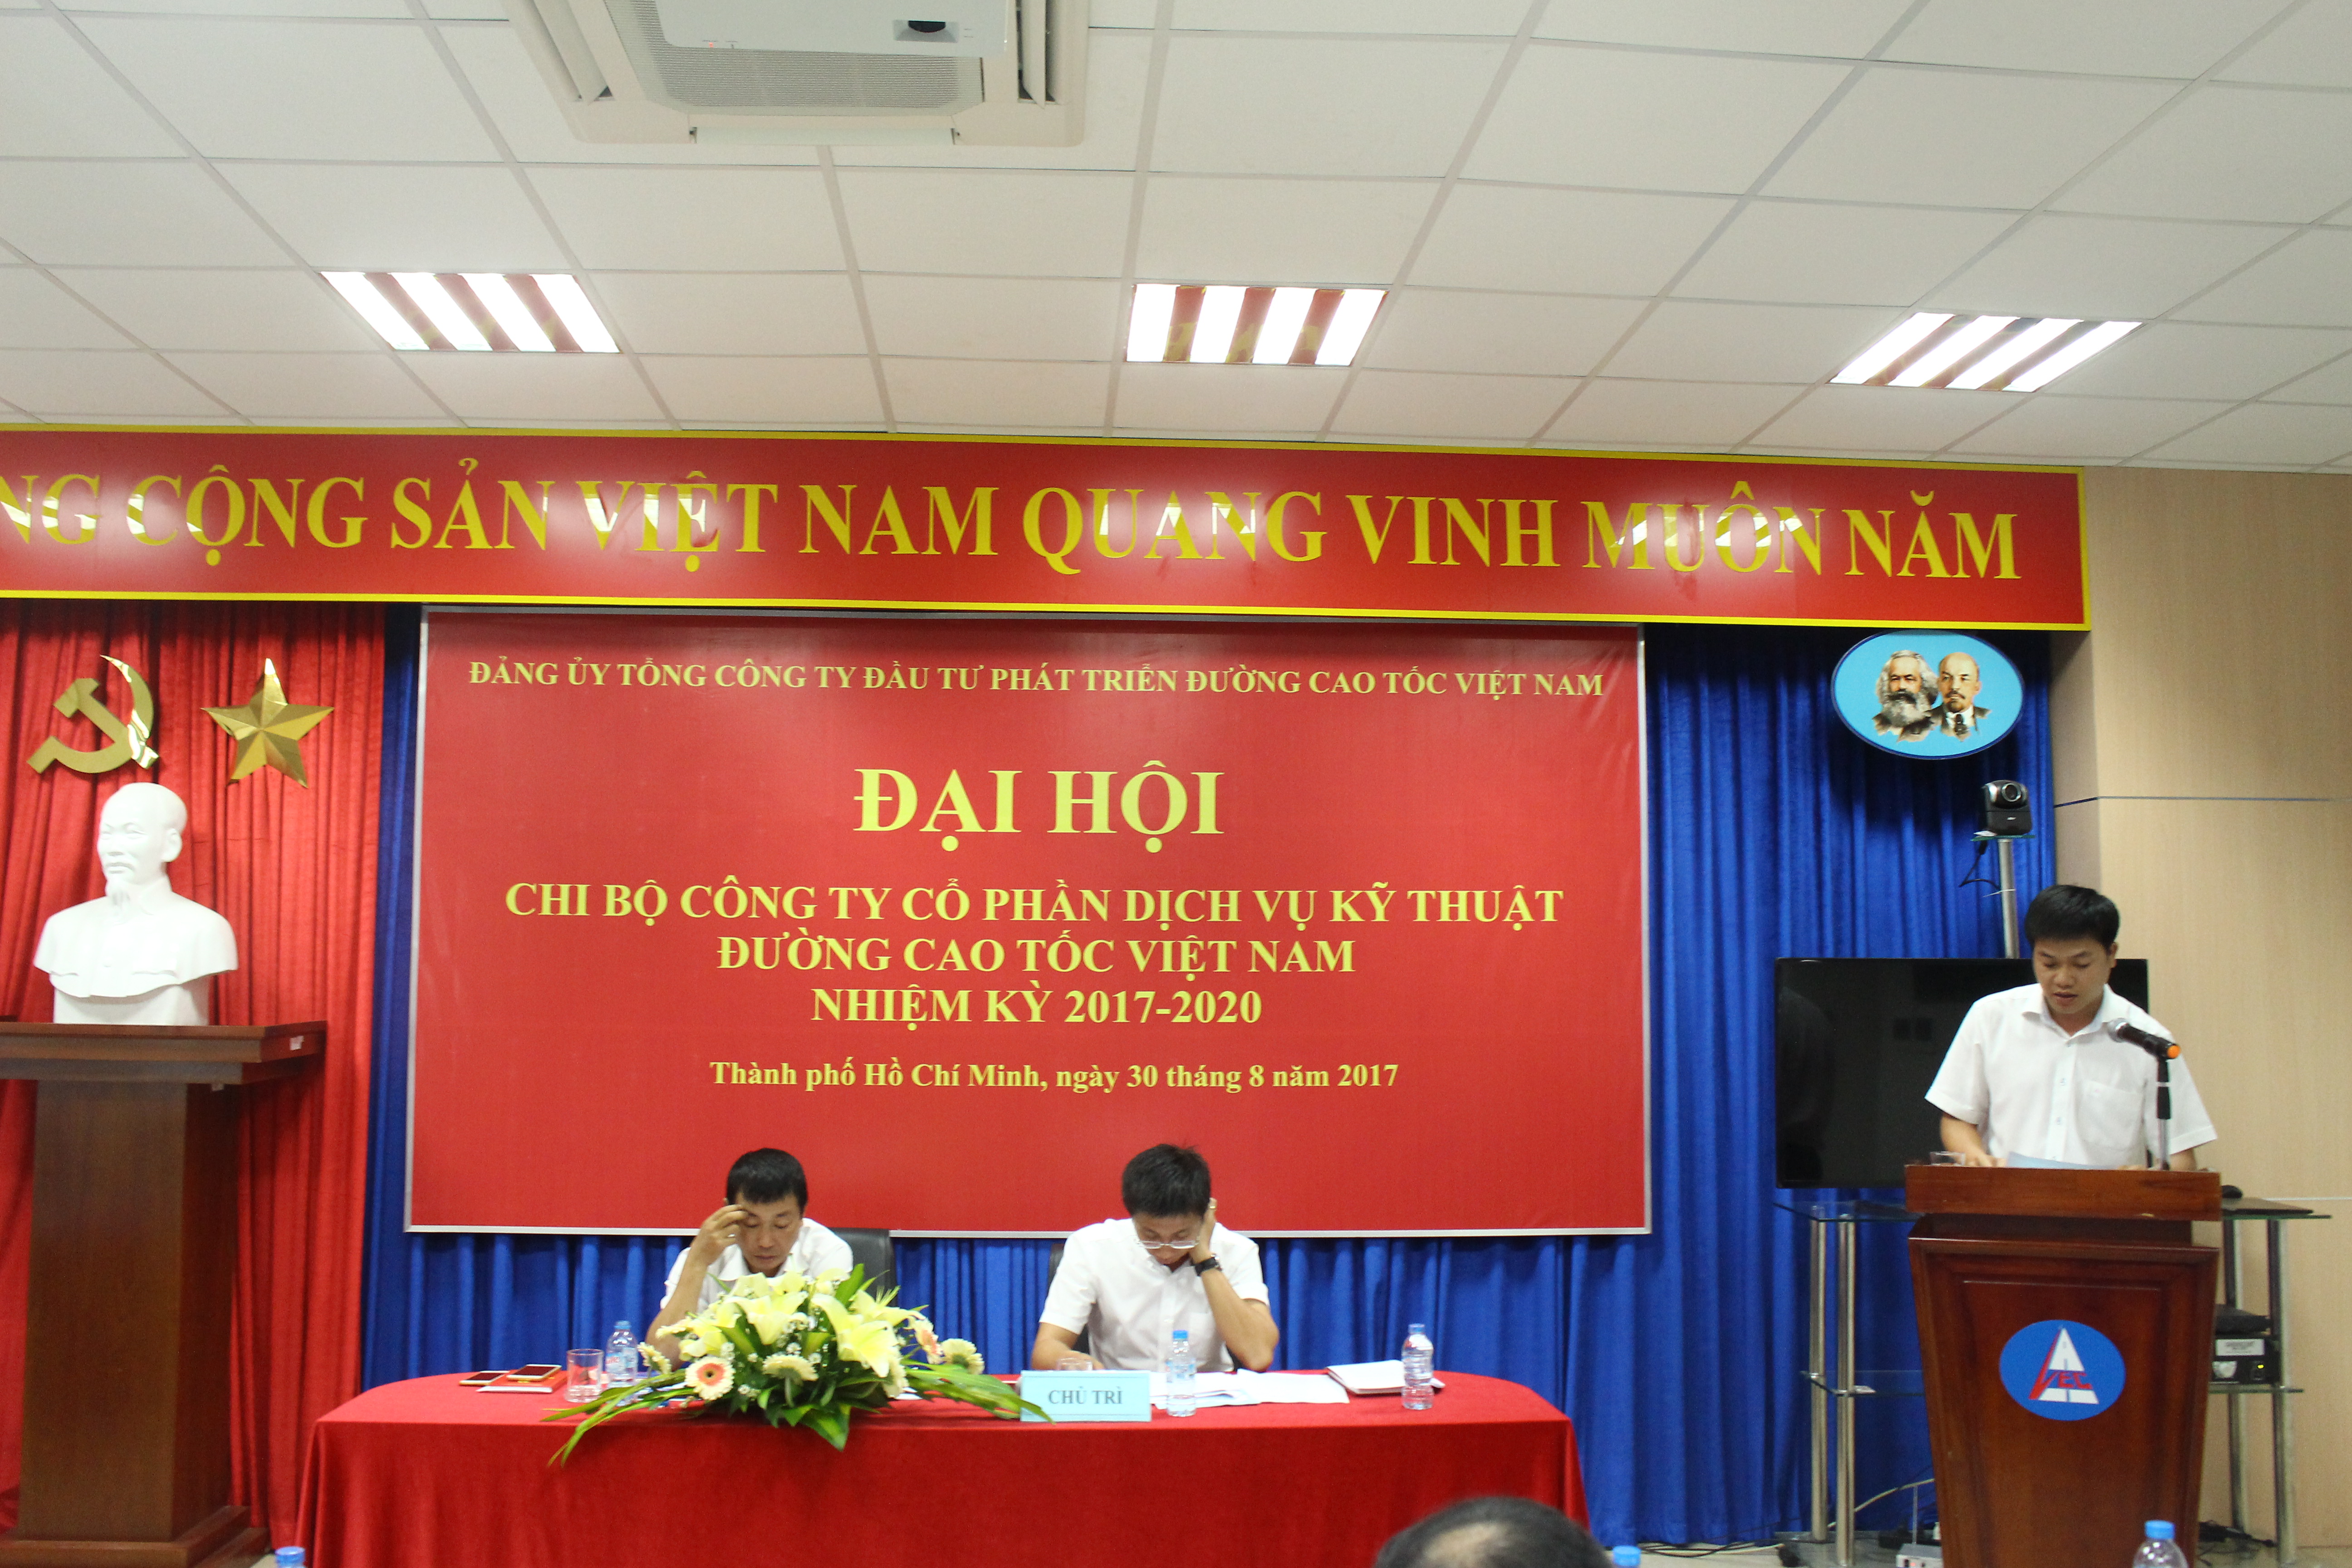 NG CỘNG SẢN VIỆT NAM QUANG VINH MUÔN NĂM
ĐẢNG ỦY TỔNG CÔNG TY ĐẦU TƯ PHÁT TRIỂN ĐƯỜNG CAO TỐC VIỆT NAM
ĐẠI HỘI
CHI BỘ CÔNG TY CỔ PHẦN DỊCH VỤ KỸ THUẬT
ĐƯỜNG CAO TỐC VIỆT NAM
NHIỆM KỲ 2017-2020
Thành phố Hồ Chí Minh, ngày 30 tháng 8 năm 2017
CHỦ TRÌ
VEC